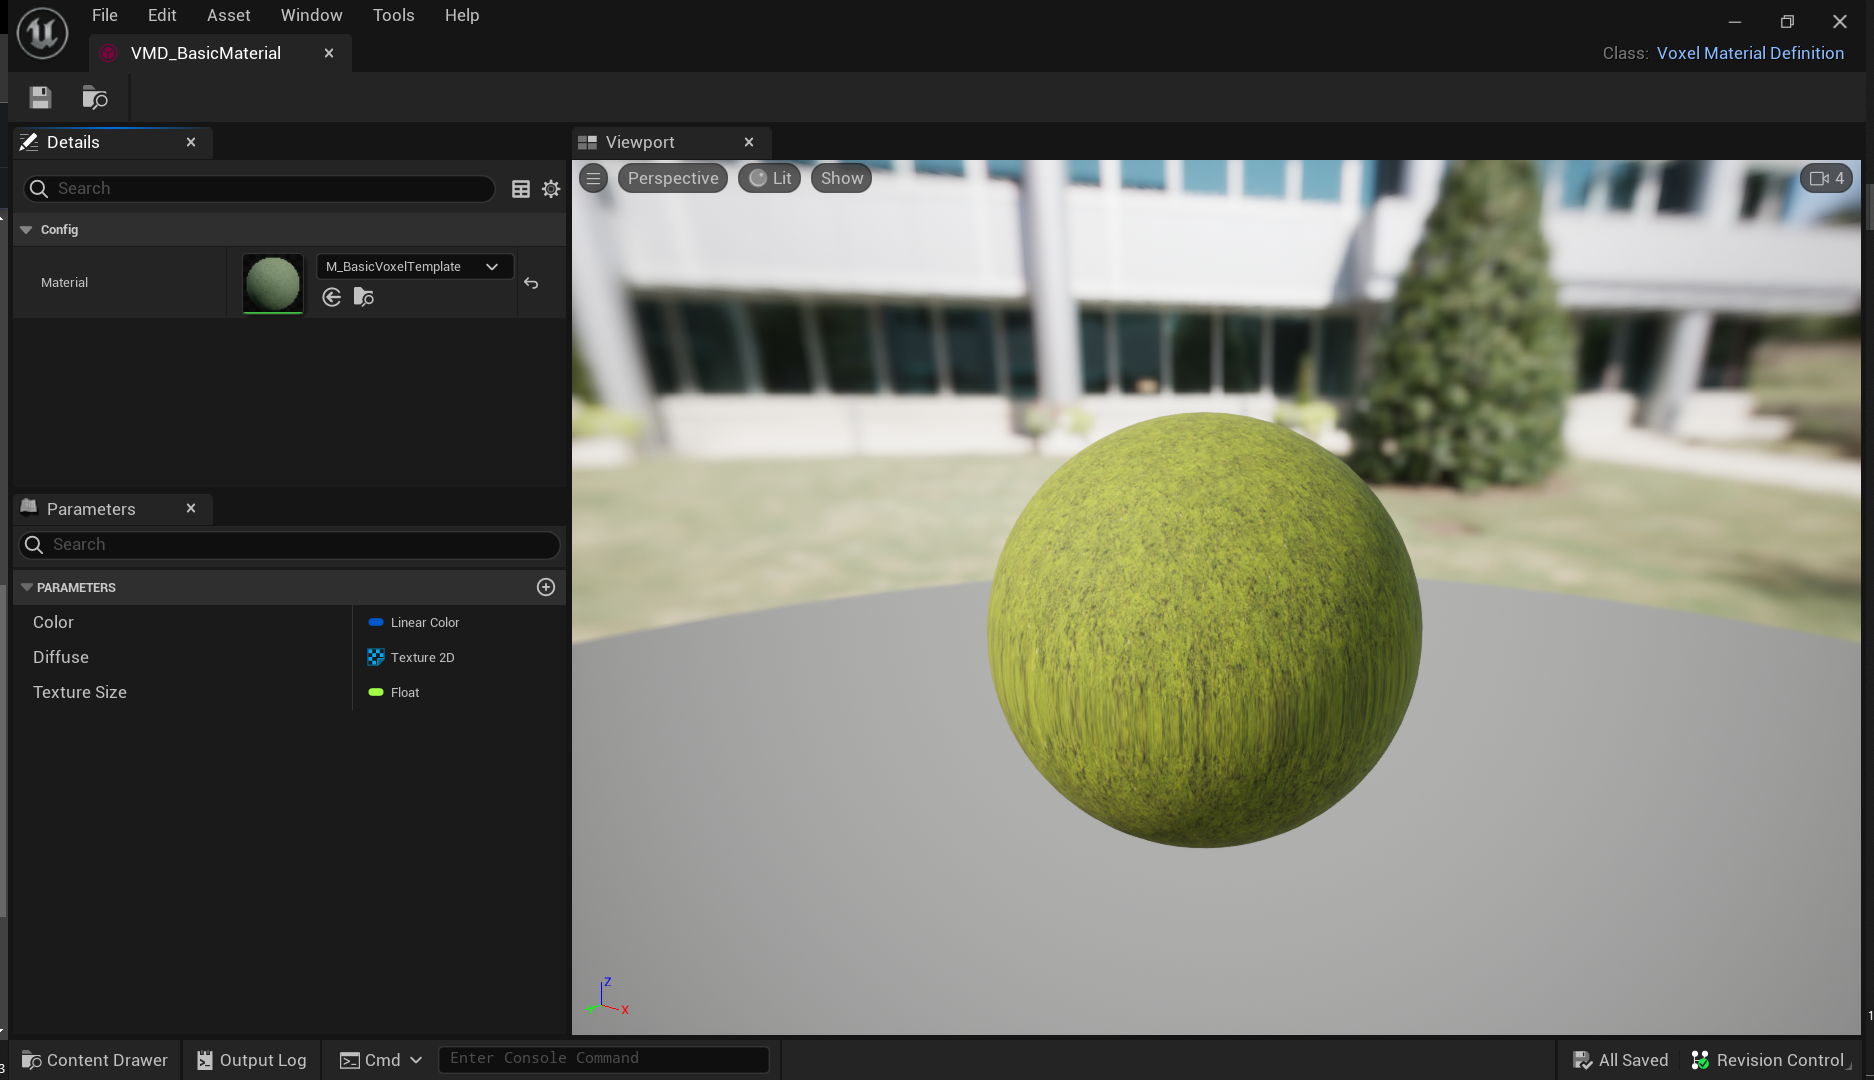 File Edit Asset Window Tools Help
VMD_BasicMaterial
Class: Voxel Material Definition
Details
Search
Config
Material
M_BasicVoxelTemplate
Parameters
Search
PARAMETERS
Color Linear Color
Diffuse Texture 2D
Texture Size Float
Viewport
Perspective Lit Show 4
Z
X
1
3
Content Drawer Output Log Cmd Enter Console Command All Saved Revision Control